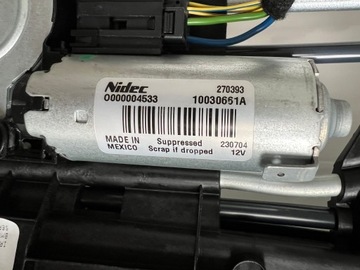 Nidec 270393
0000004533 10030661A
MADE IN Suppressed 230704
MEXICO Scrap if dropped 12V